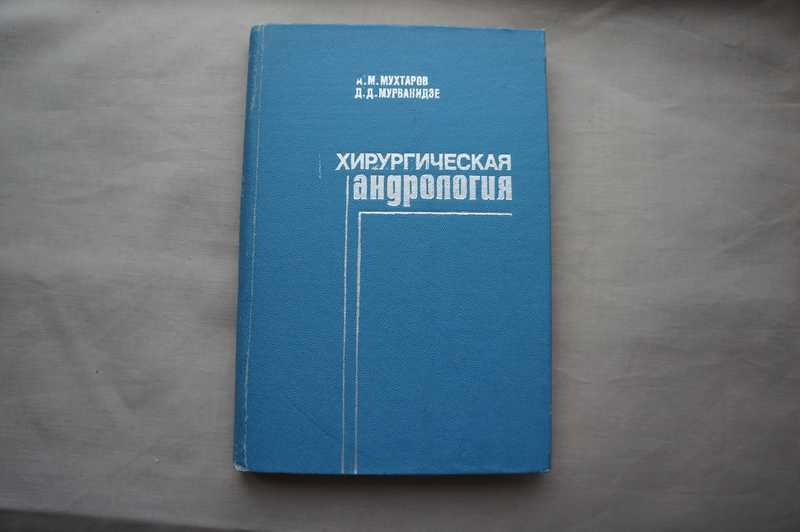 А.М. МУХТАРОВ
Д.Д. МУРВАНИДЗЕ
ХИРУРГИЧЕСКАЯ
андрология